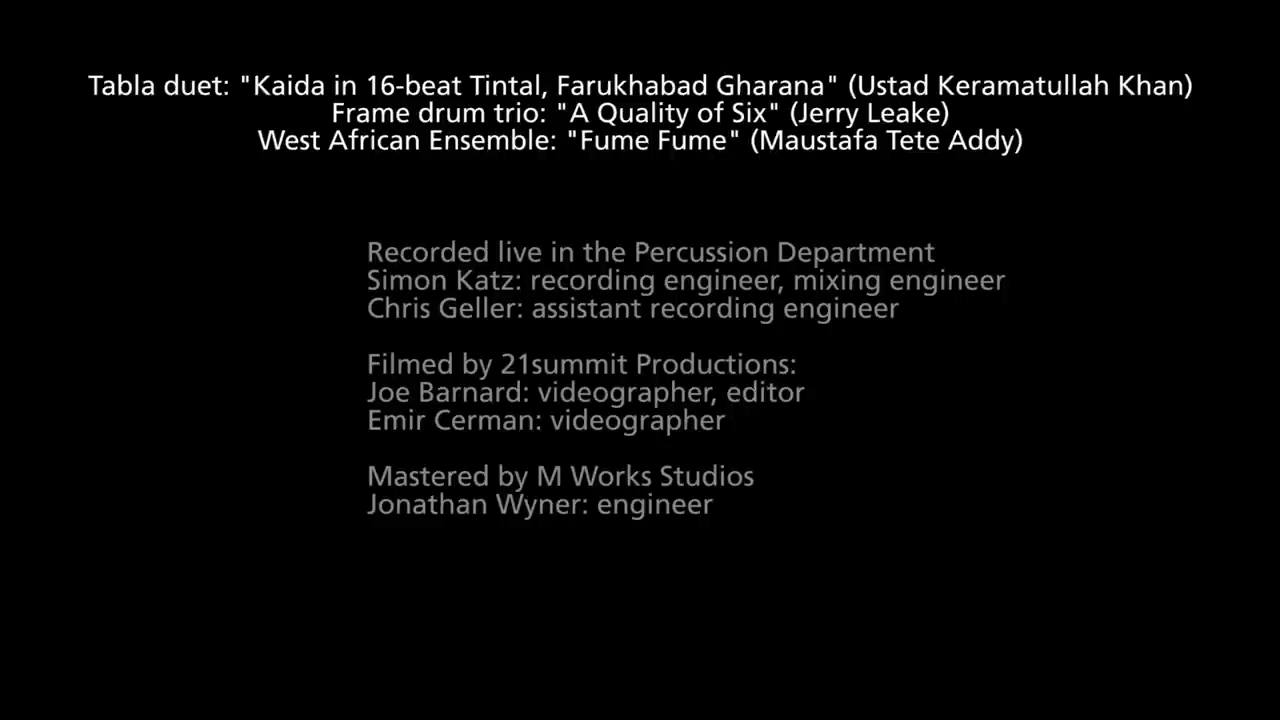 Tabla duet: "Kaida in 16-beat Tintal, Farukhabad Gharana" (Ustad Keramatullah Khan)
Frame drum trio: "A Quality of Six" (Jerry Leake)
West African Ensemble: "Fume Fume" (Maustafa Tete Addy)
Recorded live in the Percussion Department
Simon Katz: recording engineer, mixing engineer
Chris Geller: assistant recording engineer
Filmed by 21summit Productions:
Joe Barnard: videographer, editor
Emir Cerman: videographer
Mastered by M Works Studios
Jonathan Wyner: engineer